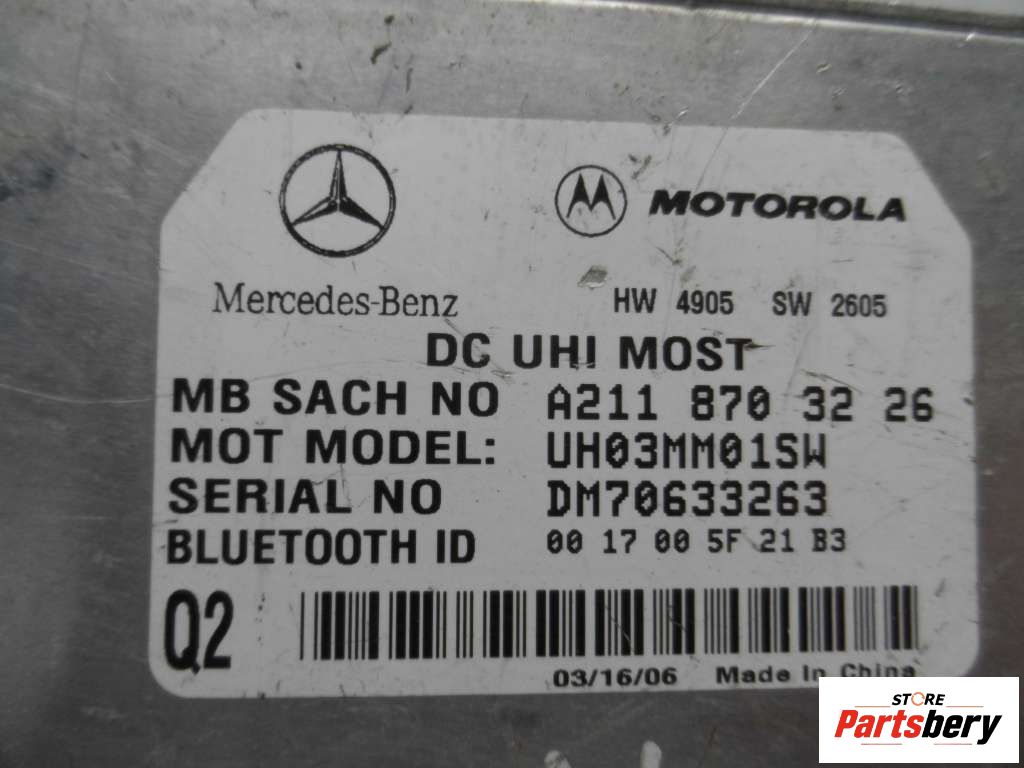 MOTOROLA
Mercedes-Benz
HW 4905 SW 2605
DC UHI MOST
MB SACH NO A211 870 32 26
MOT MODEL: UH03MM01SW
SERIAL NO DM70633263
BLUETOOTH ID 00 17 00 5F 21 B3
Q2
03/16/06 Made In China
STORE
Partsbery